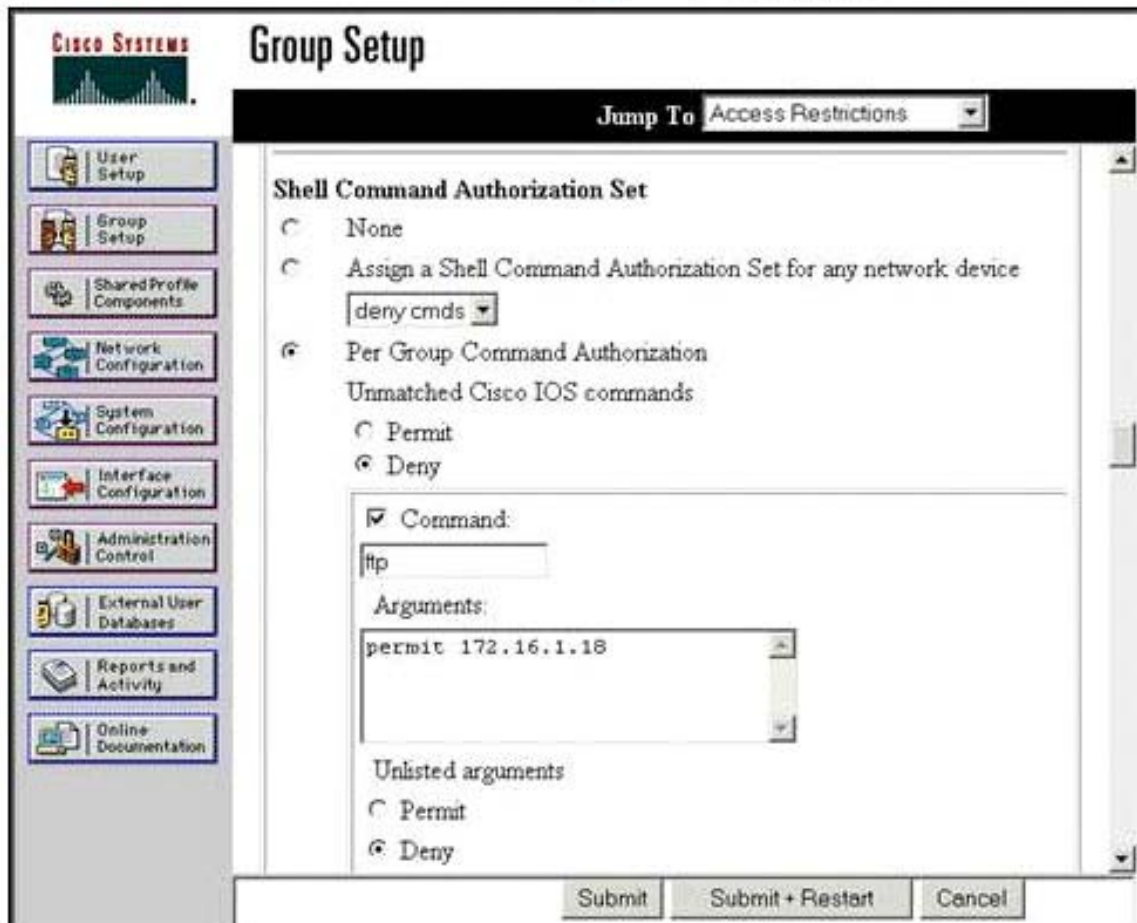 CISCO SYSTEMS
Group Setup
Jump To Access Restrictions
User
Setup
Group
Setup
Shared Profile
Components
Network
Configuration
System
Configuration
Interface
Configuration
Administration
Control
External User
Databases
Reports and
Activity
Online
Documentation
Shell Command Authorization Set
None
Assign a Shell Command Authorization Set for any network device
deny cmds
Per Group Command Authorization
Unmatched Cisco IOS commands
Permit
Deny
Command:
ftp
Arguments:
permit 172.16.1.18
Unlisted arguments
Permit
Deny
Submit
Submit + Restart
Cancel